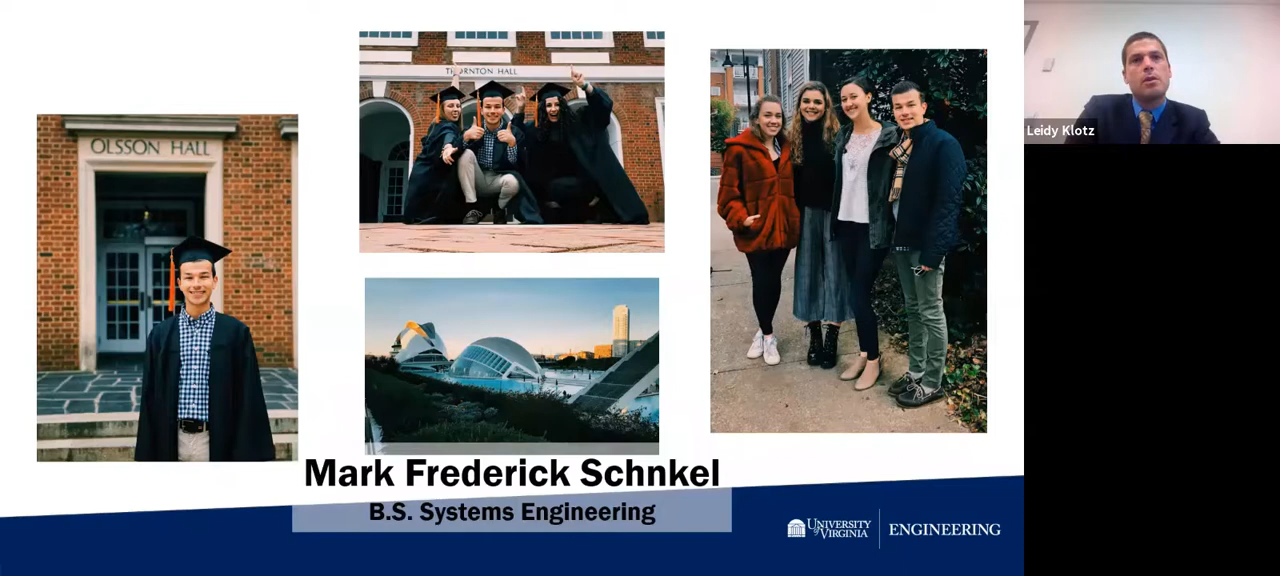 OLSSON HALL
THORNTON HALL
Leidy Klotz
Mark Frederick Schnkel
B.S. Systems Engineering
UNIVERSITY
of VIRGINIA
ENGINEERING